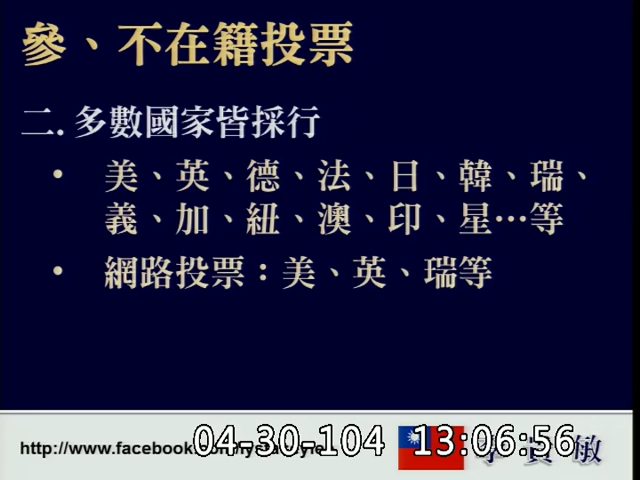 參、不在籍投票
二. 多數國家皆採行
• 美、英、德、法、日、韓、瑞、
義、加、紐、澳、印、星…等
• 網路投票：美、英、瑞等
http://www.facebook.
04-30-104 13:06:56
敏